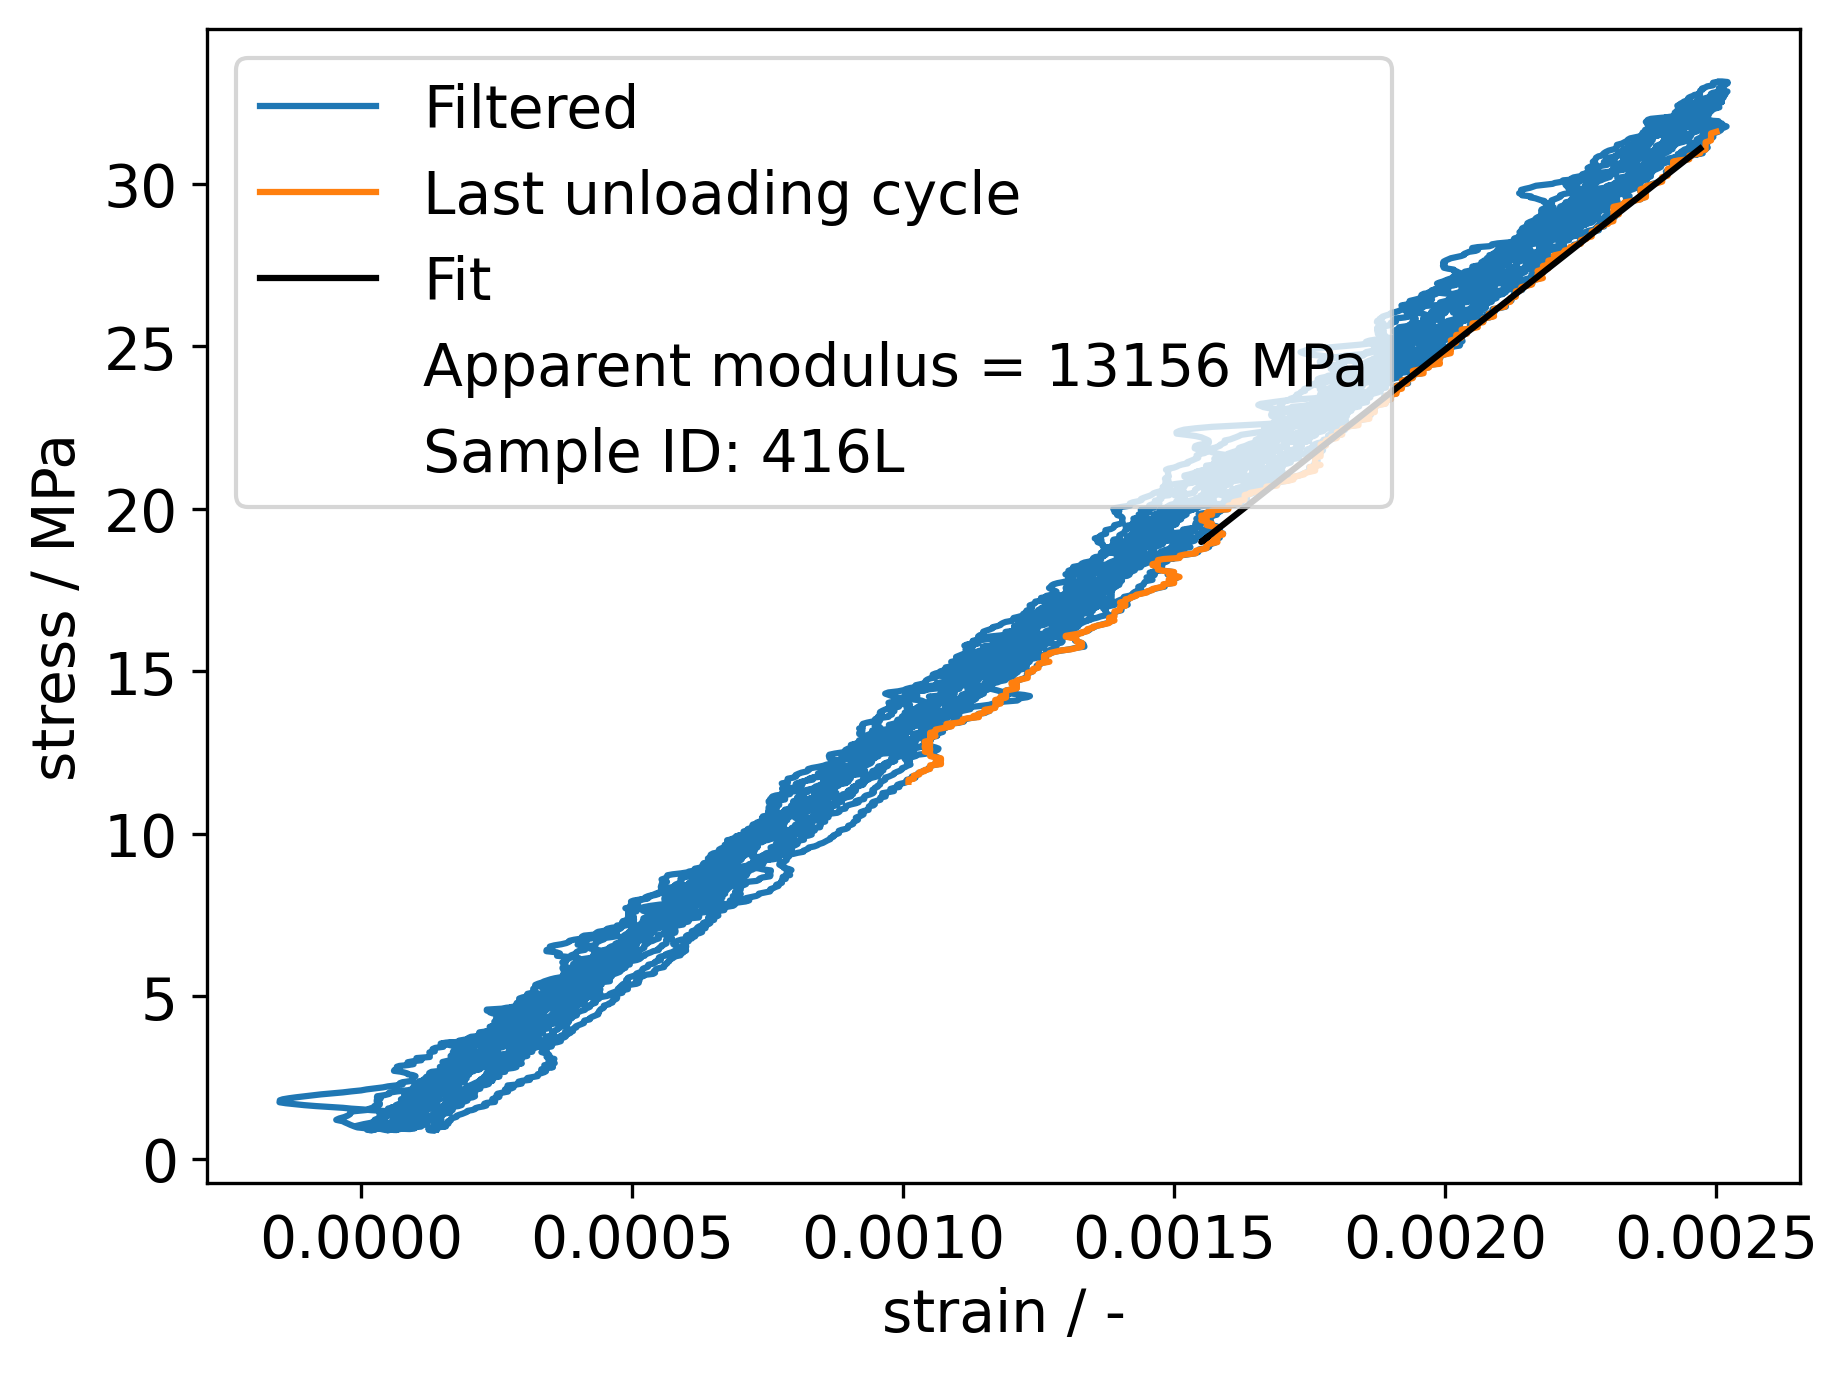 Filtered
Last unloading cycle
Fit
Apparent modulus = 13156 MPa
Sample ID: 416L
stress / MPa
30
25
20
15
10
5
0
0.0000 0.0005 0.0010 0.0015 0.0020 0.0025
strain / -